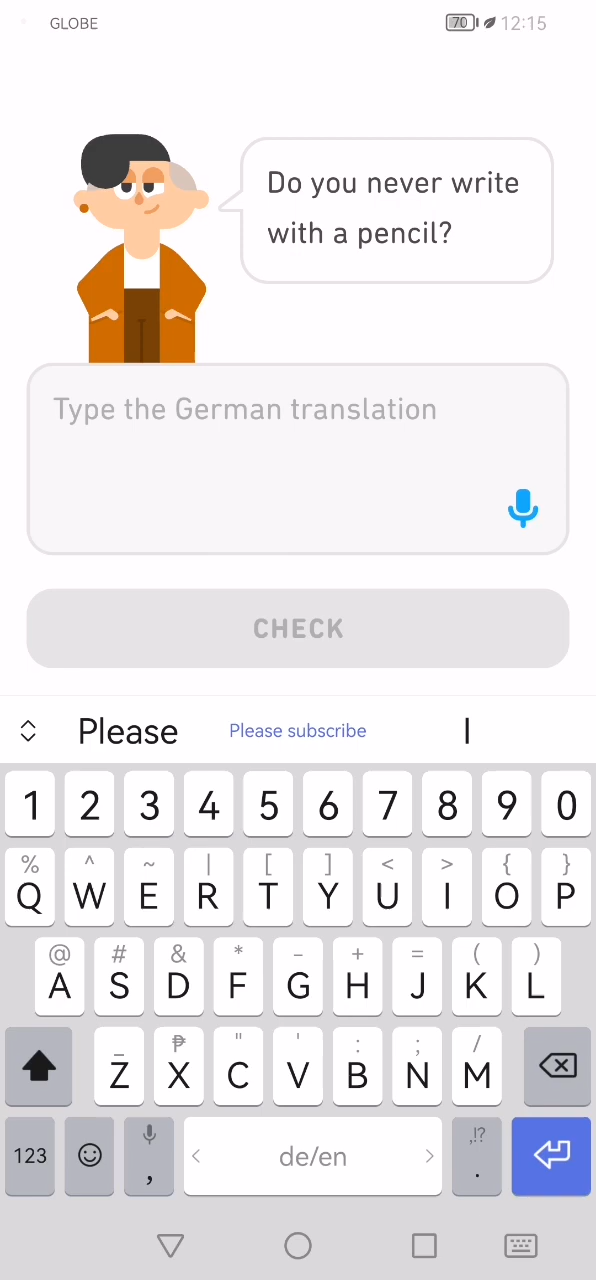 GLOBE
70
12:15
Do you never write
with a pencil?
Type the German translation
CHECK
Please Please subscribe I
1 2 3 4 5 6 7 8 9 0
% ^ ~ | [ ] < > { }
Q W E R T Y U I O P
@ # & * - + = ( )
A S D F G H J K L
_ ₱ " ' : ; /
Z X C V B N M
123 , < de/en > ,!? .